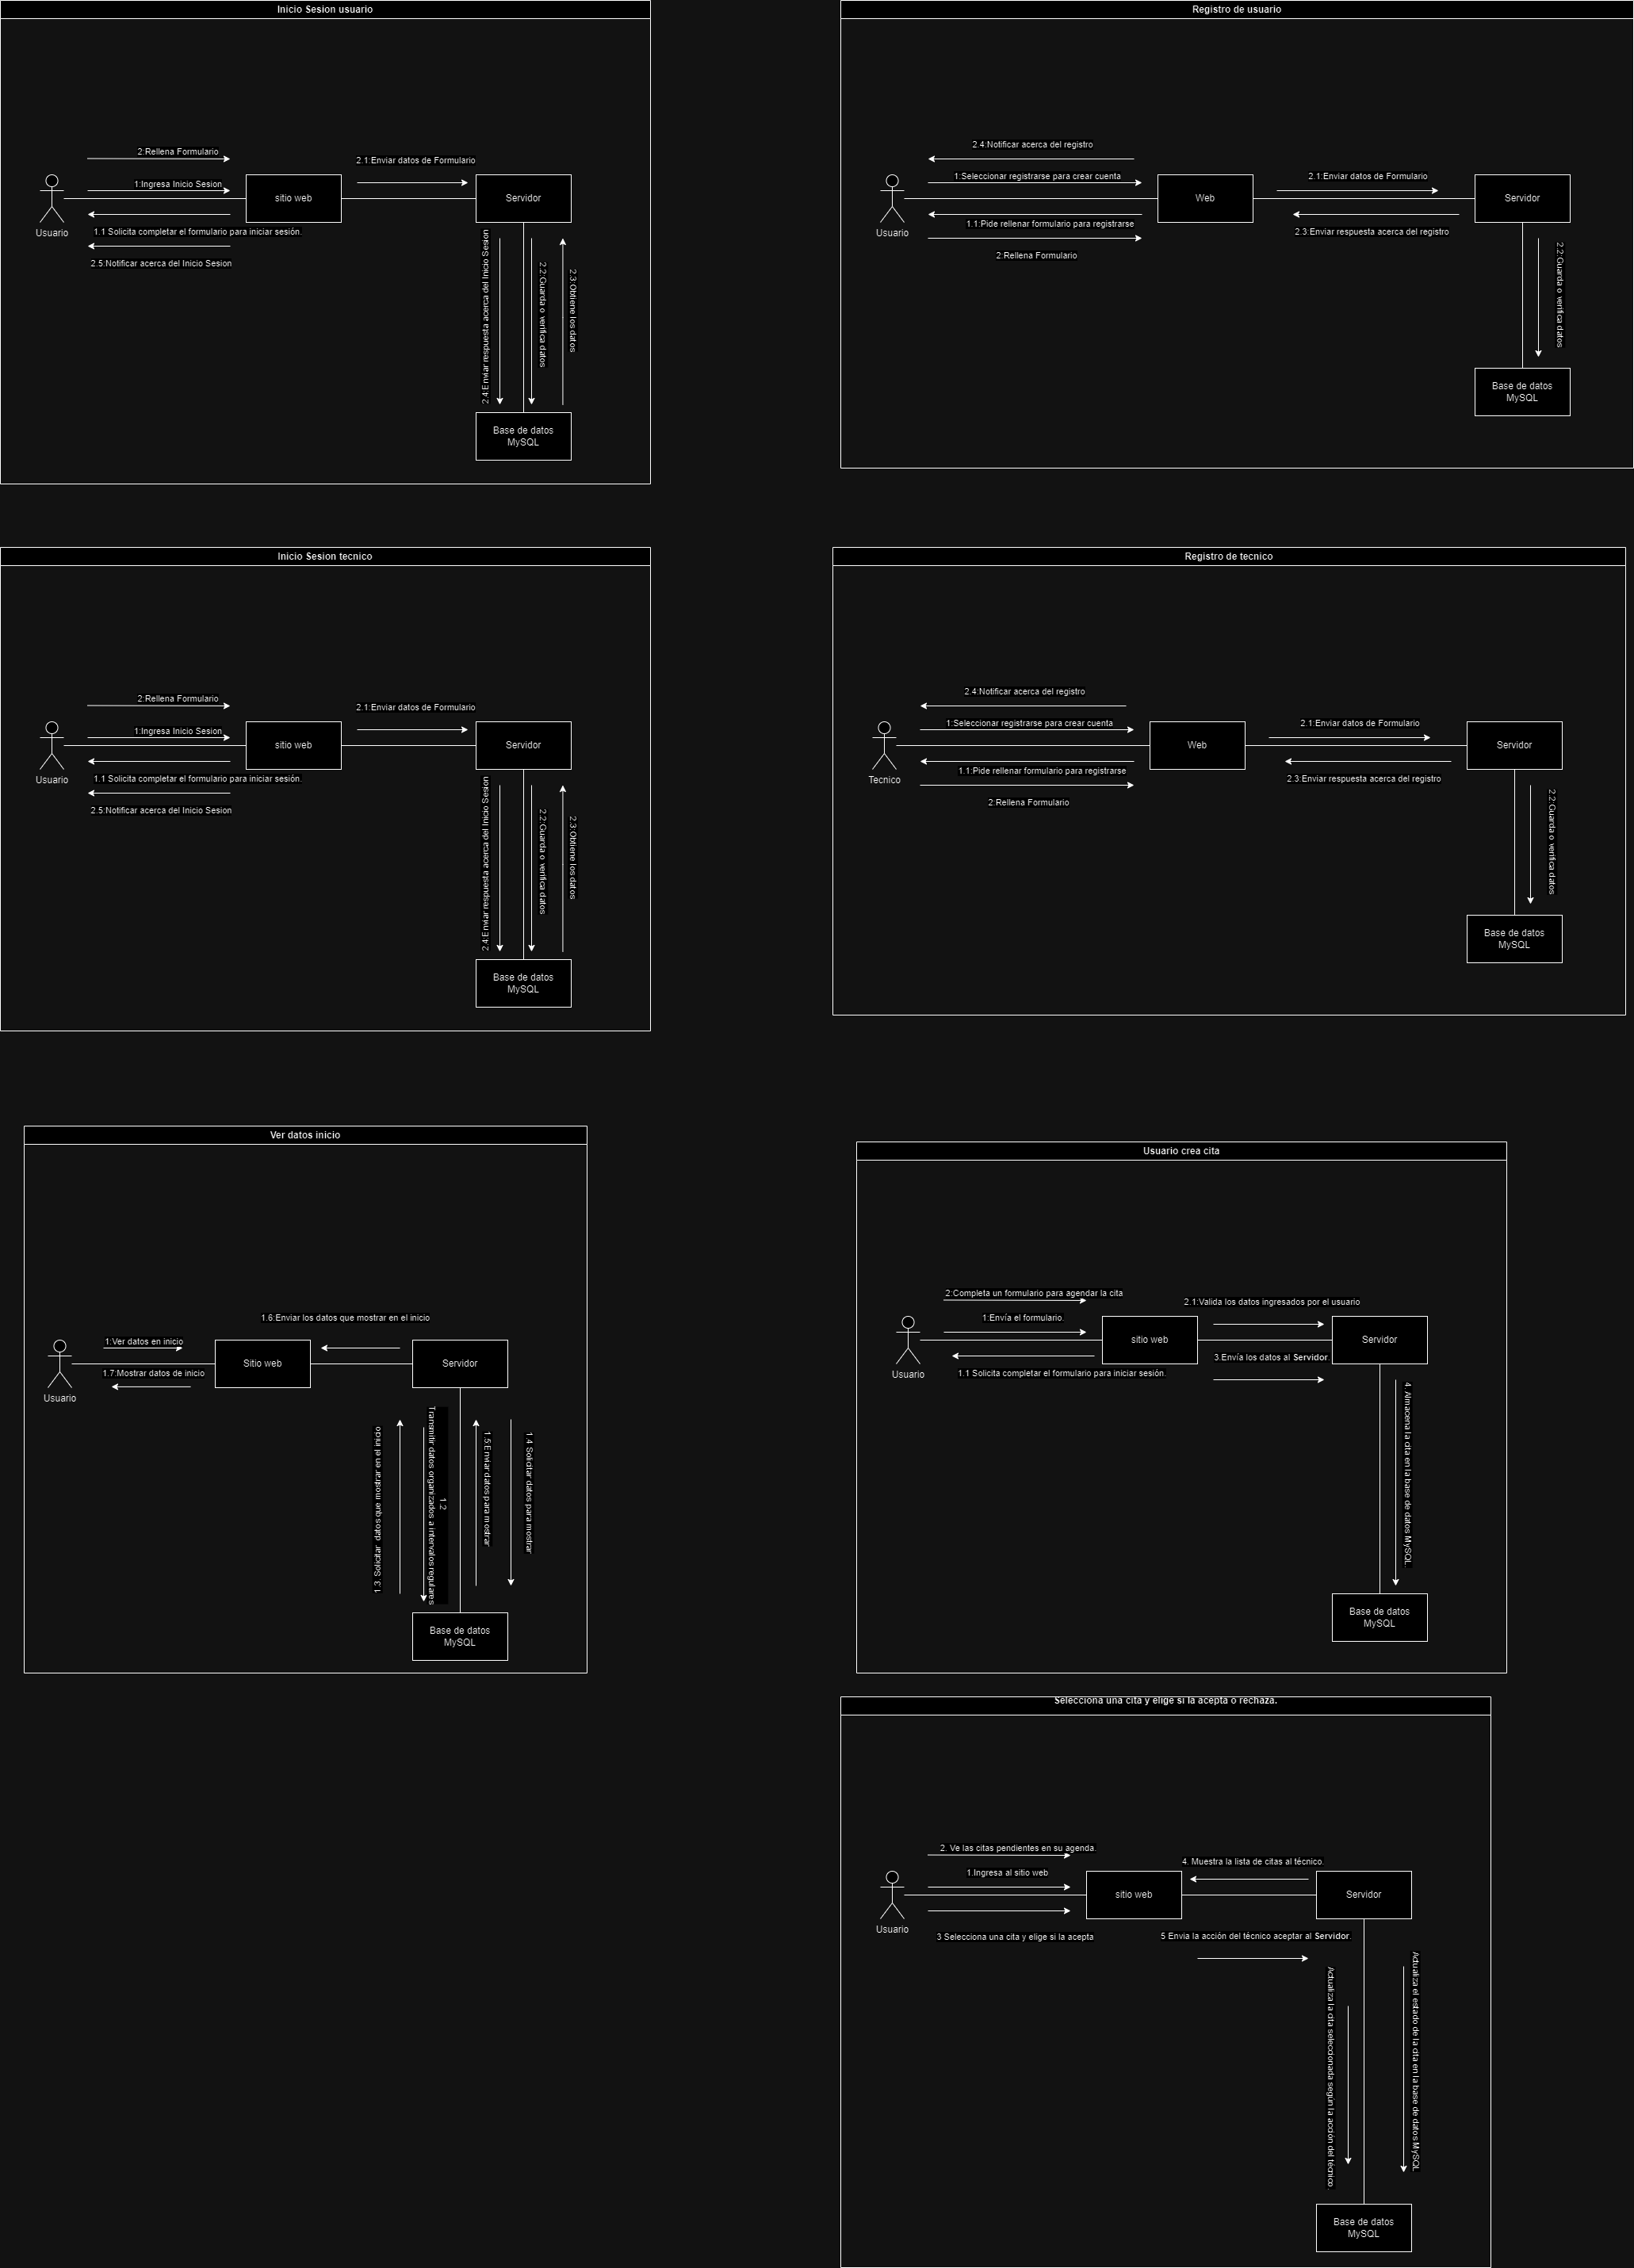 Inicio Sesion usuario
2:Rellena Formulario
2.1:Enviar datos de Formulario
1:Ingresa Inicio Sesion
sitio web
Servidor
Usuario
1.1 Solicita completar el formulario para iniciar sesión.
2.5:Notificar acerca del Inicio Sesion
2.4:Enviar respuesta acerca del Inicio Sesion
2.2:Guarda o verifica datos
2.3:Obtiene los datos
Base de datos
MySQL
Registro de usuario
2.4:Notificar acerca del registro
1:Seleccionar registrarse para crear cuenta
2.1:Enviar datos de Formulario
Web
Servidor
Usuario
1.1:Pide rellenar formulario para registrarse
2.3:Enviar respuesta acerca del registro
2:Rellena Formulario
2.2:Guarda o verifica datos
Base de datos
MySQL
Inicio Sesion tecnico
2:Rellena Formulario
2.1:Enviar datos de Formulario
1:Ingresa Inicio Sesion
sitio web
Servidor
Usuario
1.1 Solicita completar el formulario para iniciar sesión.
2.5:Notificar acerca del Inicio Sesion
2.4:Enviar respuesta acerca del Inicio Sesion
2.2:Guarda o verifica datos
2.3:Obtiene los datos
Base de datos
MySQL
Registro de tecnico
2.4:Notificar acerca del registro
1:Seleccionar registrarse para crear cuenta
2.1:Enviar datos de Formulario
Web
Servidor
Tecnico
1.1:Pide rellenar formulario para registrarse
2.3:Enviar respuesta acerca del registro
2:Rellena Formulario
2.2:Guarda o verifica datos
Base de datos
MySQL
Ver datos inicio
1.6:Enviar los datos que mostrar en el inicio
1:Ver datos en inicio
Sitio web
Servidor
1.7:Mostrar datos de inicio
Usuario
1.3. Solicitar datos que mostrar en el inicio
1.2
Transmitir datos organizados a intervalos regulares
1.5:Enviar datos para mostrar
1.4 Solicitar datos para mostrar
Base de datos
MySQL
Usuario crea cita
2:Completa un formulario para agendar la cita
2.1:Valida los datos ingresados por el usuario
1:Envía el formulario.
sitio web
Servidor
3.Envía los datos al Servidor.
Usuario
1.1 Solicita completar el formulario para iniciar sesión.
4. Almacena la cita en la base de datos MySQL.
Base de datos
MySQL
Selecciona una cita y elige si la acepta o rechaza.
2. Ve las citas pendientes en su agenda.
4. Muestra la lista de citas al técnico.
1.Ingresa al sitio web
sitio web
Servidor
Usuario
3 Selecciona una cita y elige si la acepta
5 Envia la acción del técnico aceptar al Servidor.
Actualiza la cita seleccionada según la acción del técnico.
Actualiza el estado de la cita en la base de datos MySQL
Base de datos
MySQL